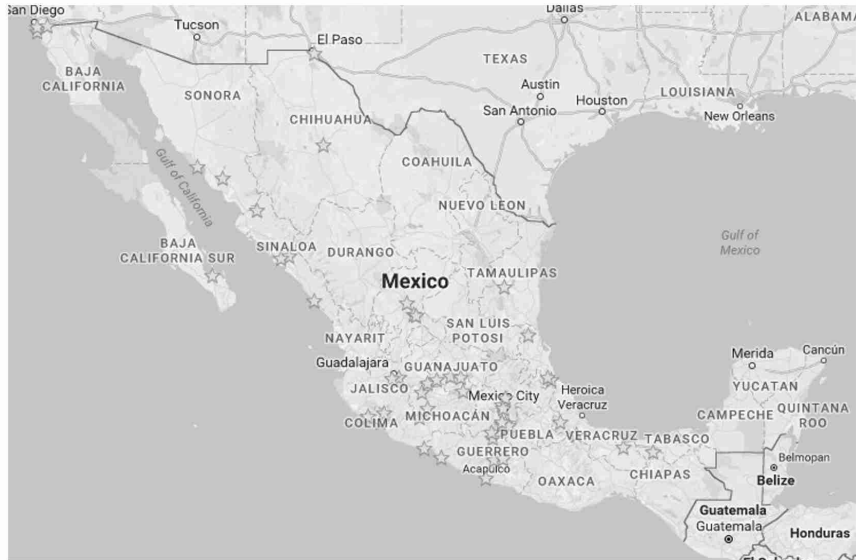 San Diego
Tucson
El Paso
Dallas
ALABAMA
BAJA
CALIFORNIA
SONORA
CHIHUAHUA
TEXAS
Austin
San Antonio
Houston
LOUISIANA
New Orleans
Gulf of California
COAHUILA
NUEVO LEON
BAJA
CALIFORNIA SUR
SINALOA
DURANGO
Mexico
TAMAULIPAS
Gulf of
Mexico
SAN LUIS
POTOSI
NAYARIT
Guadalajara
GUANAJUATO
JALISCO
Mexico City
Heroica
Veracruz
COLIMA
MICHOACÁN
PUEBLA
VERACRUZ
TABASCO
GUERRERO
Acapulco
OAXACA
CHIAPAS
Merida
Cancún
YUCATAN
CAMPECHE
QUINTANA
ROO
Belmopan
Belize
Guatemala
Guatemala
Honduras